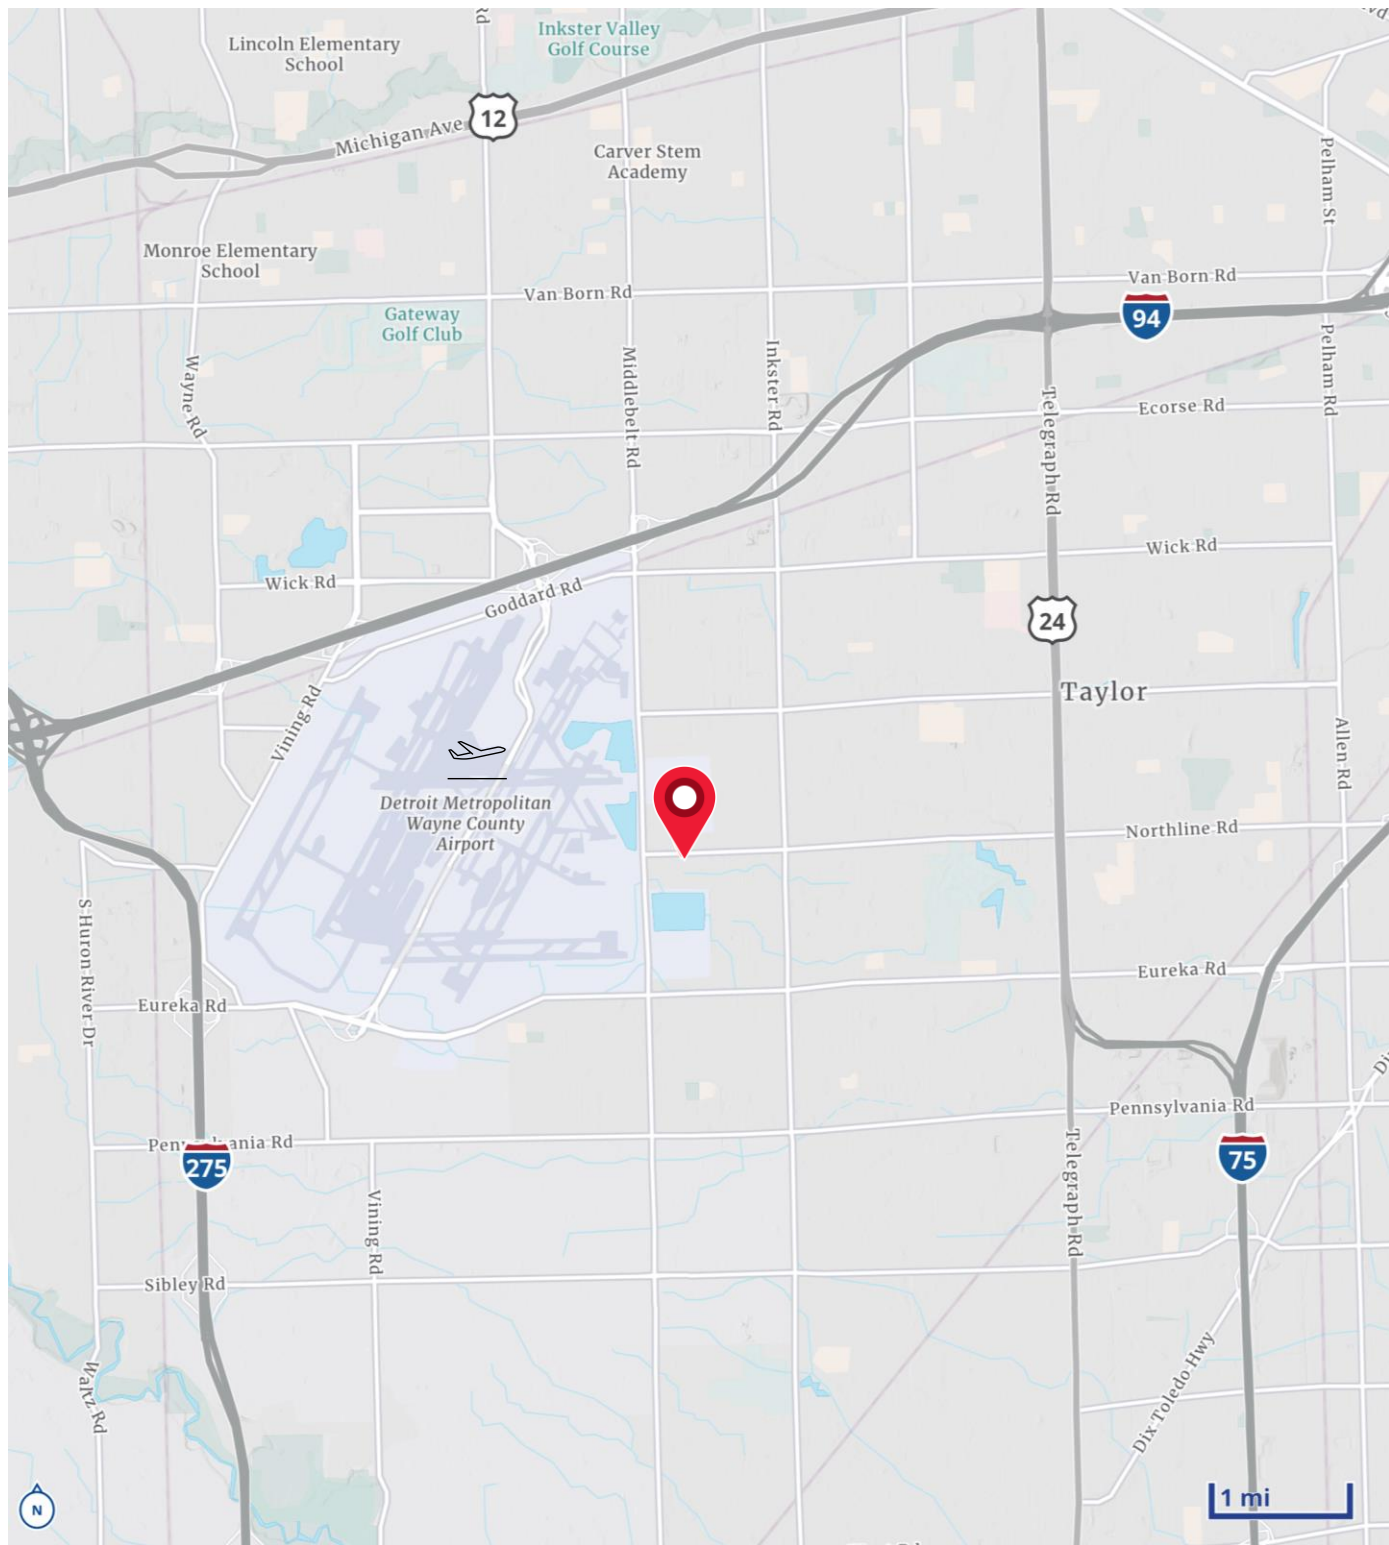 Rd
Inkster Valley
Golf Course
Lincoln Elementary
School
12
Michigan Ave
Carver Stem
Academy
Pelham St
Monroe Elementary
School
Van Born Rd
Van Born Rd
94
Gateway
Golf Club
Wayne Rd
Middlebelt Rd
Inkster Rd
Pelham Rd
Telegraph Rd
Ecorse Rd
Wick Rd
Wick Rd
Goddard Rd
24
Taylor
Vining Rd
Allen Rd
Detroit Metropolitan
Wayne County
Airport
Northline Rd
S Huron River Dr
Eureka Rd
Eureka Rd
Pennsylvania Rd
Pennsylvania Rd
275
75
Telegraph Rd
Vining Rd
Sibley Rd
Waltz Rd
Dix Toledo Hwy
N
1 mi